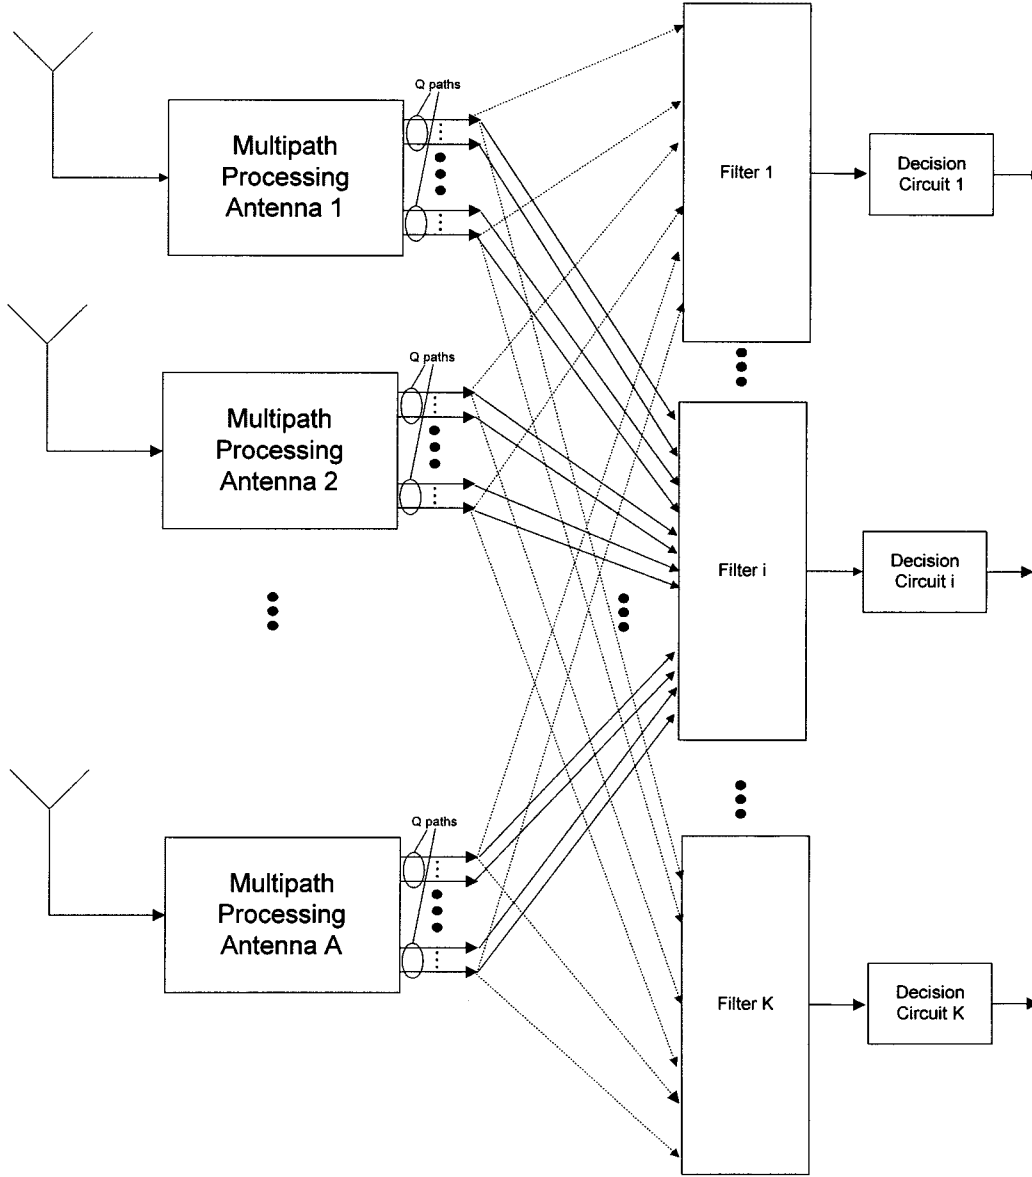 Q paths
Multipath
Processing
Antenna 1
Filter 1
Decision
Circuit 1
Q paths
Multipath
Processing
Antenna 2
Filter i
Decision
Circuit i
Q paths
Multipath
Processing
Antenna A
Filter K
Decision
Circuit K